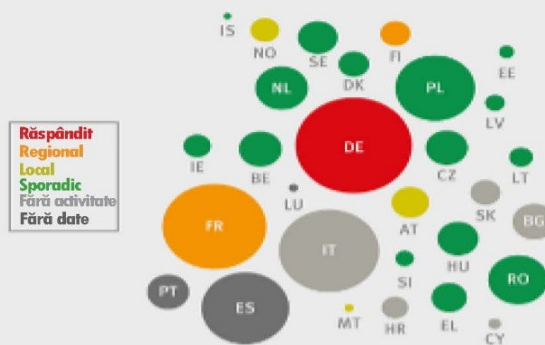 Răspândit
Regional
Local
Sporadic
Fără activitate
Fără date
IS
NO
SE
FI
DK
EE
NL
PL
LV
DE
IE
BE
CZ
LT
LU
SK
FR
IT
AT
BG
HU
SI
RO
PT
ES
MT
HR
EL
CY